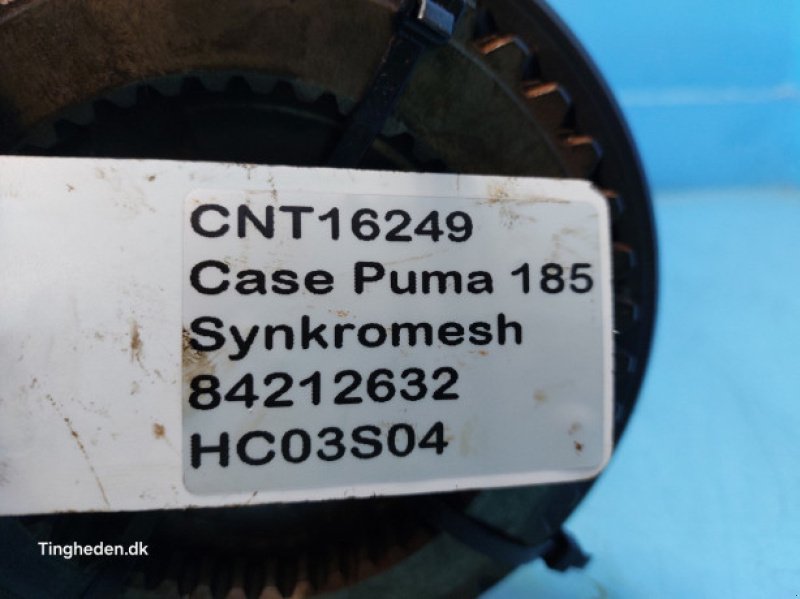 CNT16249
Case Puma 185
Synkromesh
84212632
HC03S04
Tingheden.dk